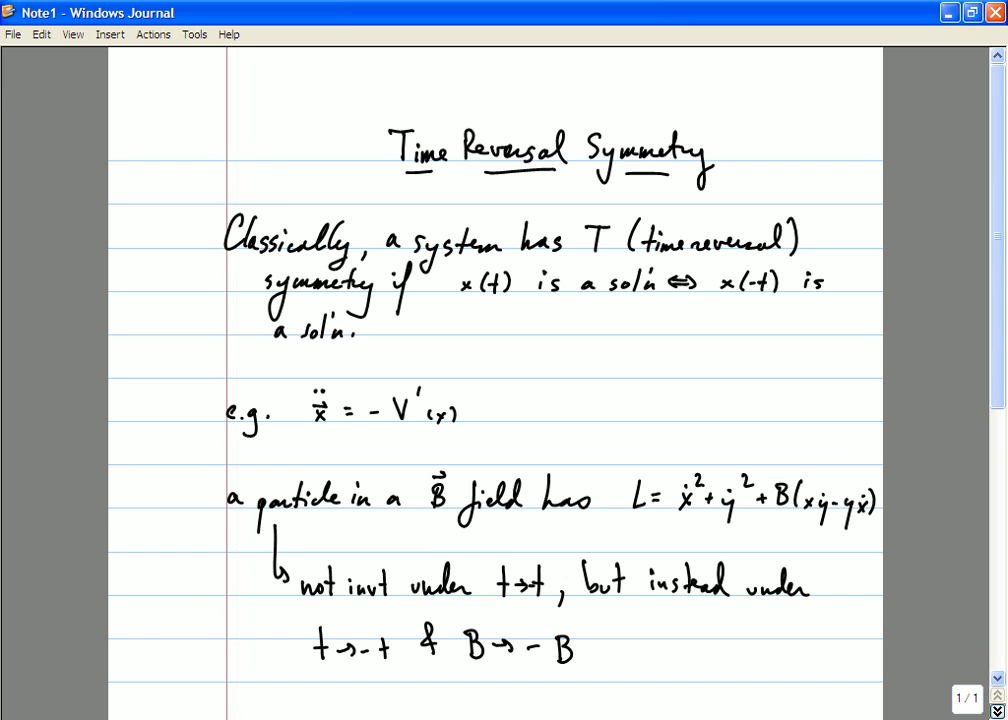 Note1 - Windows Journal
File Edit View Insert Actions Tools Help
Time Reversal Symmetry
Classically, a system has T (time reversal)
symmetry if x(t) is a sol'n ⇔ x(-t) is
a sol'n.
e.g. ẍ⃗ = - V'(x)
a particle in a B⃗ field has L = ẋ² + ẏ² + B(xẏ - yẋ)
↳ not invt under t→-t, but instead under
t→-t & B→ - B
1 / 1